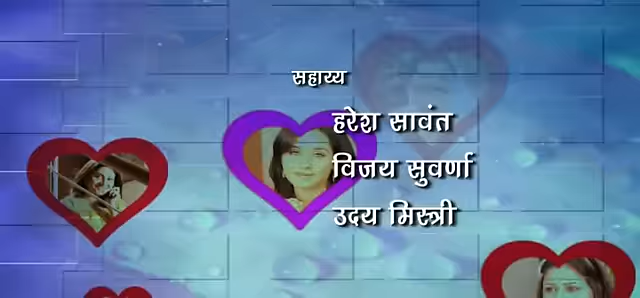 सहाय्य
हरेश सावंत
विजय सुवर्णा
उदय मिस्त्री